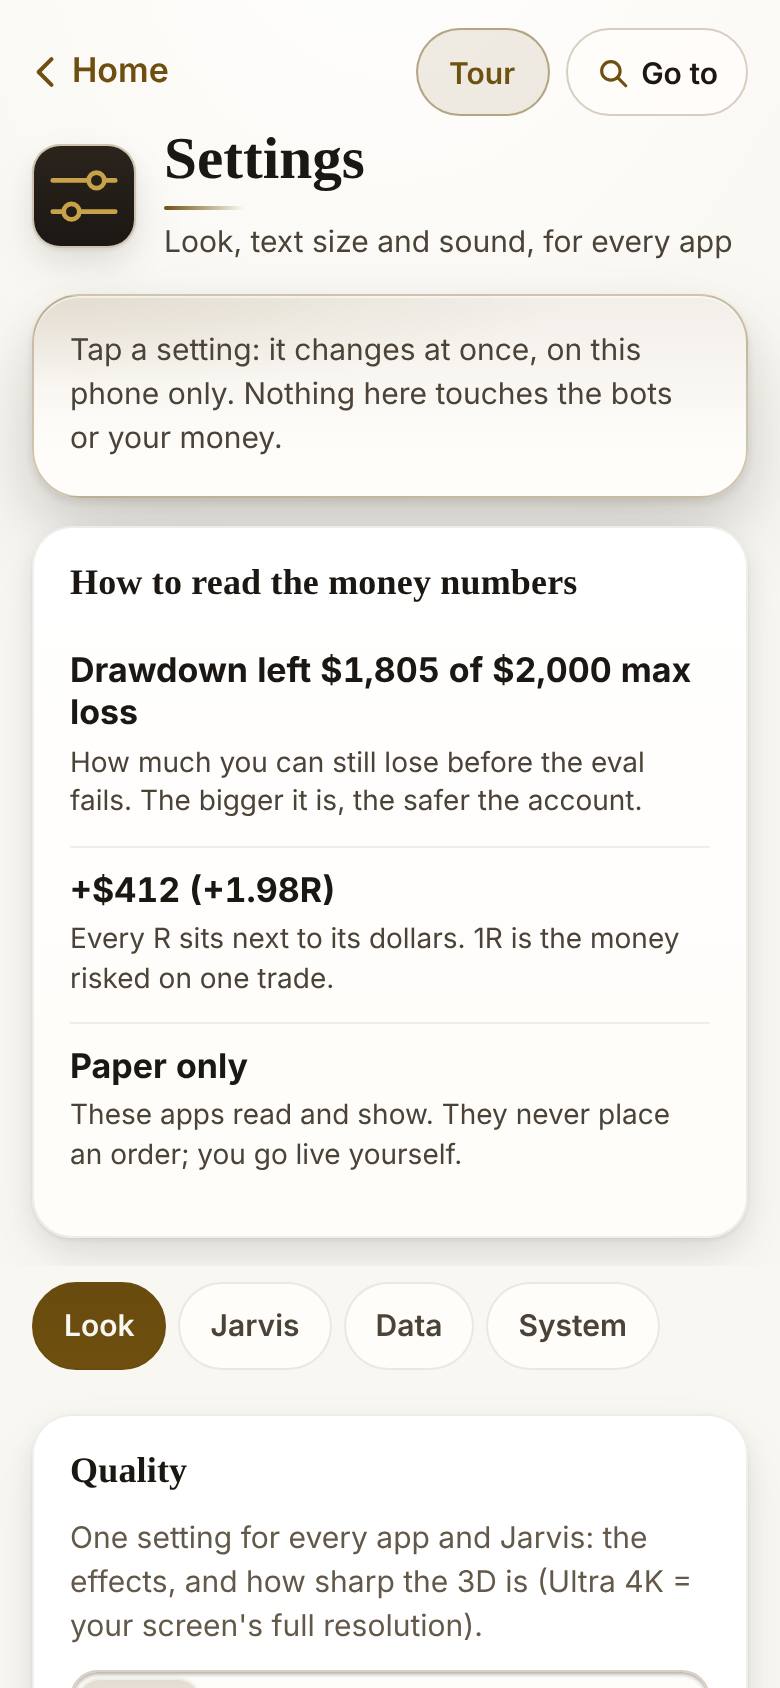 Home
Tour
Go to
Settings
Look, text size and sound, for every app
Tap a setting: it changes at once, on this
phone only. Nothing here touches the bots
or your money.
How to read the money numbers
Drawdown left $1,805 of $2,000 max
loss
How much you can still lose before the eval
fails. The bigger it is, the safer the account.
+$412 (+1.98R)
Every R sits next to its dollars. 1R is the money
risked on one trade.
Paper only
These apps read and show. They never place
an order; you go live yourself.
Look
Jarvis
Data
System
Quality
One setting for every app and Jarvis: the
effects, and how sharp the 3D is (Ultra 4K =
your screen's full resolution).